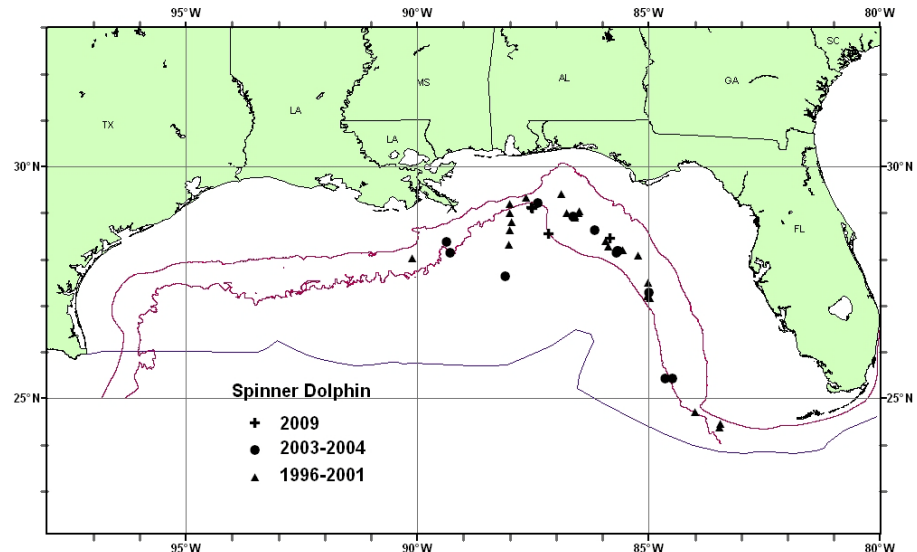 95°W 90°W 85°W 80°W
SC
MS AL GA
TX LA
LA
30°N 30°N
FL
25°N 25°N
Spinner Dolphin
2009
2003-2004
1996-2001
95°W 90°W 85°W 80°W